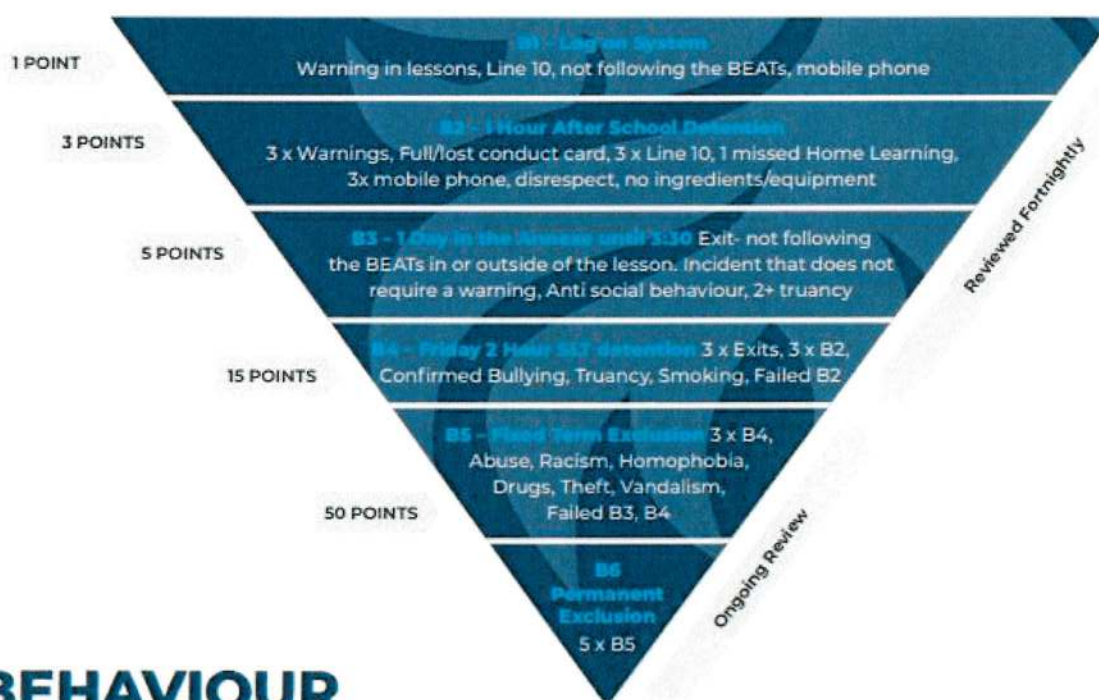 1 POINT
B1 - Log on System
Warning in lessons, Line 10, not following the BEATs, mobile phone
3 POINTS
B2 - 1 Hour After School Detention
3 x Warnings, Full/lost conduct card, 3 x Line 10, 1 missed Home Learning,
3x mobile phone, disrespect, no ingredients/equipment
5 POINTS
B3 - 1 Day in the until 3:30 Exit- not following
the BEATs in or outside of the lesson. Incident that does not
require a warning, Anti social behaviour, 2+ truancy
15 POINTS
B4 - Friday 2 Hour SLT detention 3 x Exits, 3 x B2,
Confirmed Bullying, Truancy, Smoking, Failed B2
50 POINTS
B5 - Fixed Term Exclusion 3 x B4,
Abuse, Racism, Homophobia,
Drugs, Theft, Vandalism,
Failed B3, B4
B6
Permanent
Exclusion
5 x B5
Reviewed Fortnightly
Ongoing Review
BEHAVIOUR